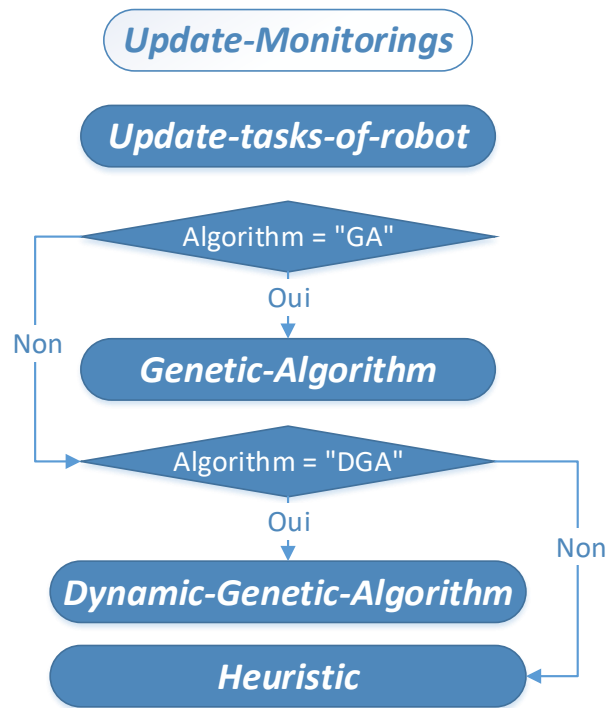 Update-Monitorings
Update-tasks-of-robot
Algorithm = "GA"
Oui
Non
Genetic-Algorithm
Algorithm = "DGA"
Oui
Non
Dynamic-Genetic-Algorithm
Heuristic